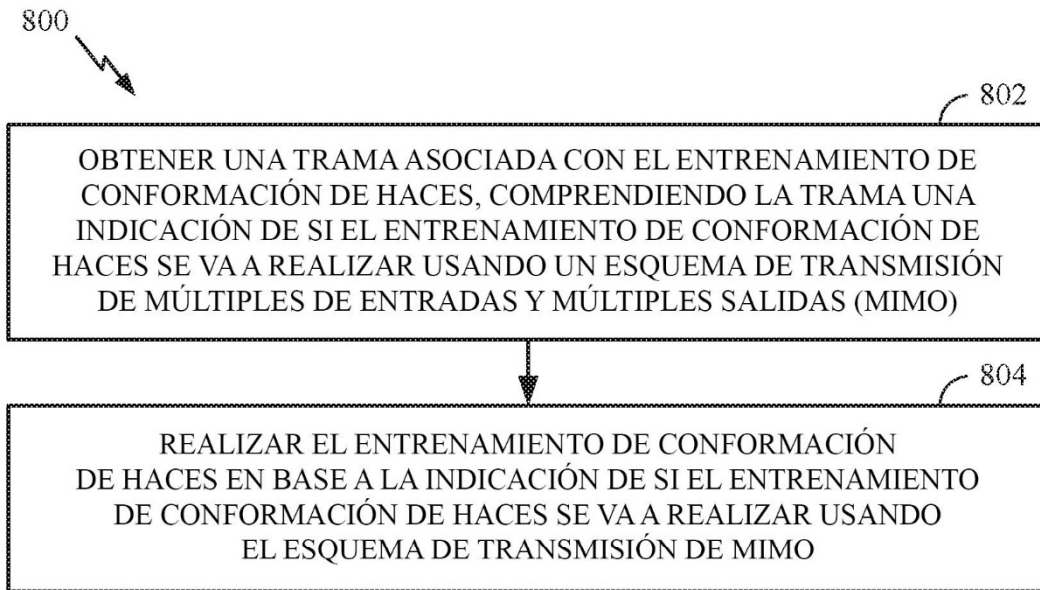 800
802
OBTENER UNA TRAMA ASOCIADA CON EL ENTRENAMIENTO DE
CONFORMACIÓN DE HACES, COMPRENDIENDO LA TRAMA UNA
INDICACIÓN DE SI EL ENTRENAMIENTO DE CONFORMACIÓN DE
HACES SE VA A REALIZAR USANDO UN ESQUEMA DE TRANSMISIÓN
DE MÚLTIPLES DE ENTRADAS Y MÚLTIPLES SALIDAS (MIMO)
804
REALIZAR EL ENTRENAMIENTO DE CONFORMACIÓN
DE HACES EN BASE A LA INDICACIÓN DE SI EL ENTRENAMIENTO
DE CONFORMACIÓN DE HACES SE VA A REALIZAR USANDO
EL ESQUEMA DE TRANSMISIÓN DE MIMO